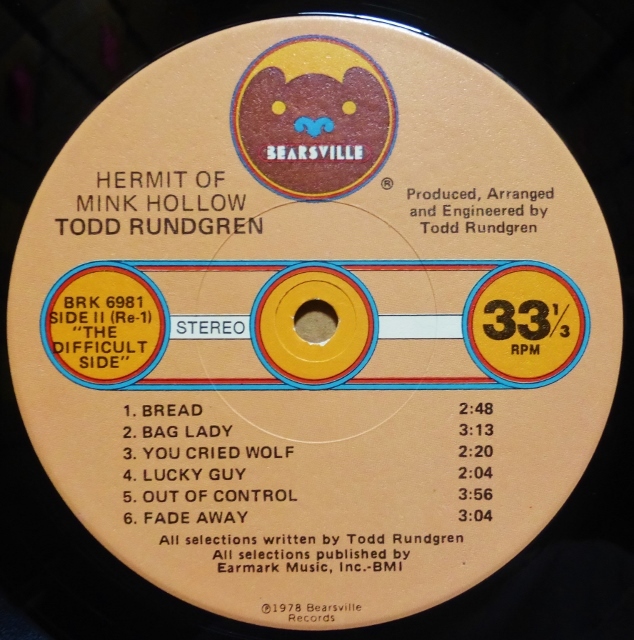 BEARSVILLE
®
HERMIT OF
MINK HOLLOW
TODD RUNDGREN
Produced, Arranged
and Engineered by
Todd Rundgren
BRK 6981
SIDE II (Re-1)
"THE
DIFFICULT
SIDE"
STEREO
33 1/3
RPM
1. BREAD 2:48
2. BAG LADY 3:13
3. YOU CRIED WOLF 2:20
4. LUCKY GUY 2:04
5. OUT OF CONTROL 3:56
6. FADE AWAY 3:04
All selections written by Todd Rundgren
All selections published by
Earmark Music, Inc.-BMI
℗1978 Bearsville
Records